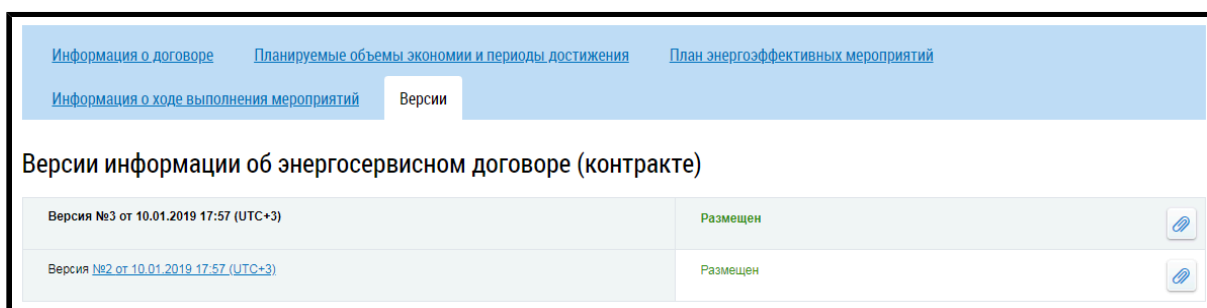 Информация о договоре Планируемые объемы экономии и периоды достижения План энергоэффективных мероприятий
Информация о ходе выполнения мероприятий Версии
Версии информации об энергосервисном договоре (контракте)
Версия №3 от 10.01.2019 17:57 (UTC+3) Размещен
Версия №2 от 10.01.2019 17:57 (UTC+3) Размещен